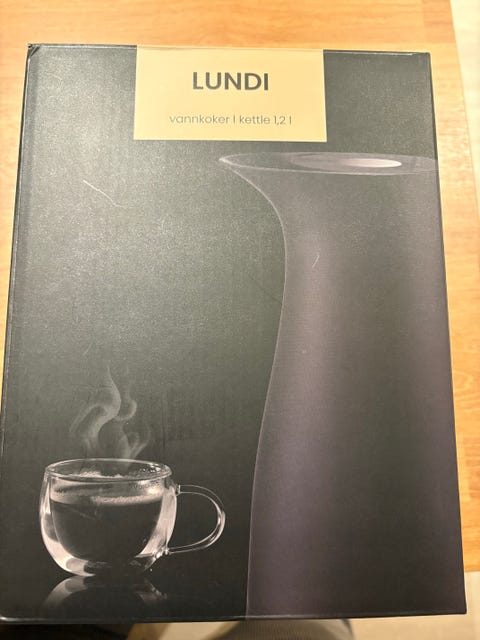 LUNDI
vannkoker | kettle 1,2 l